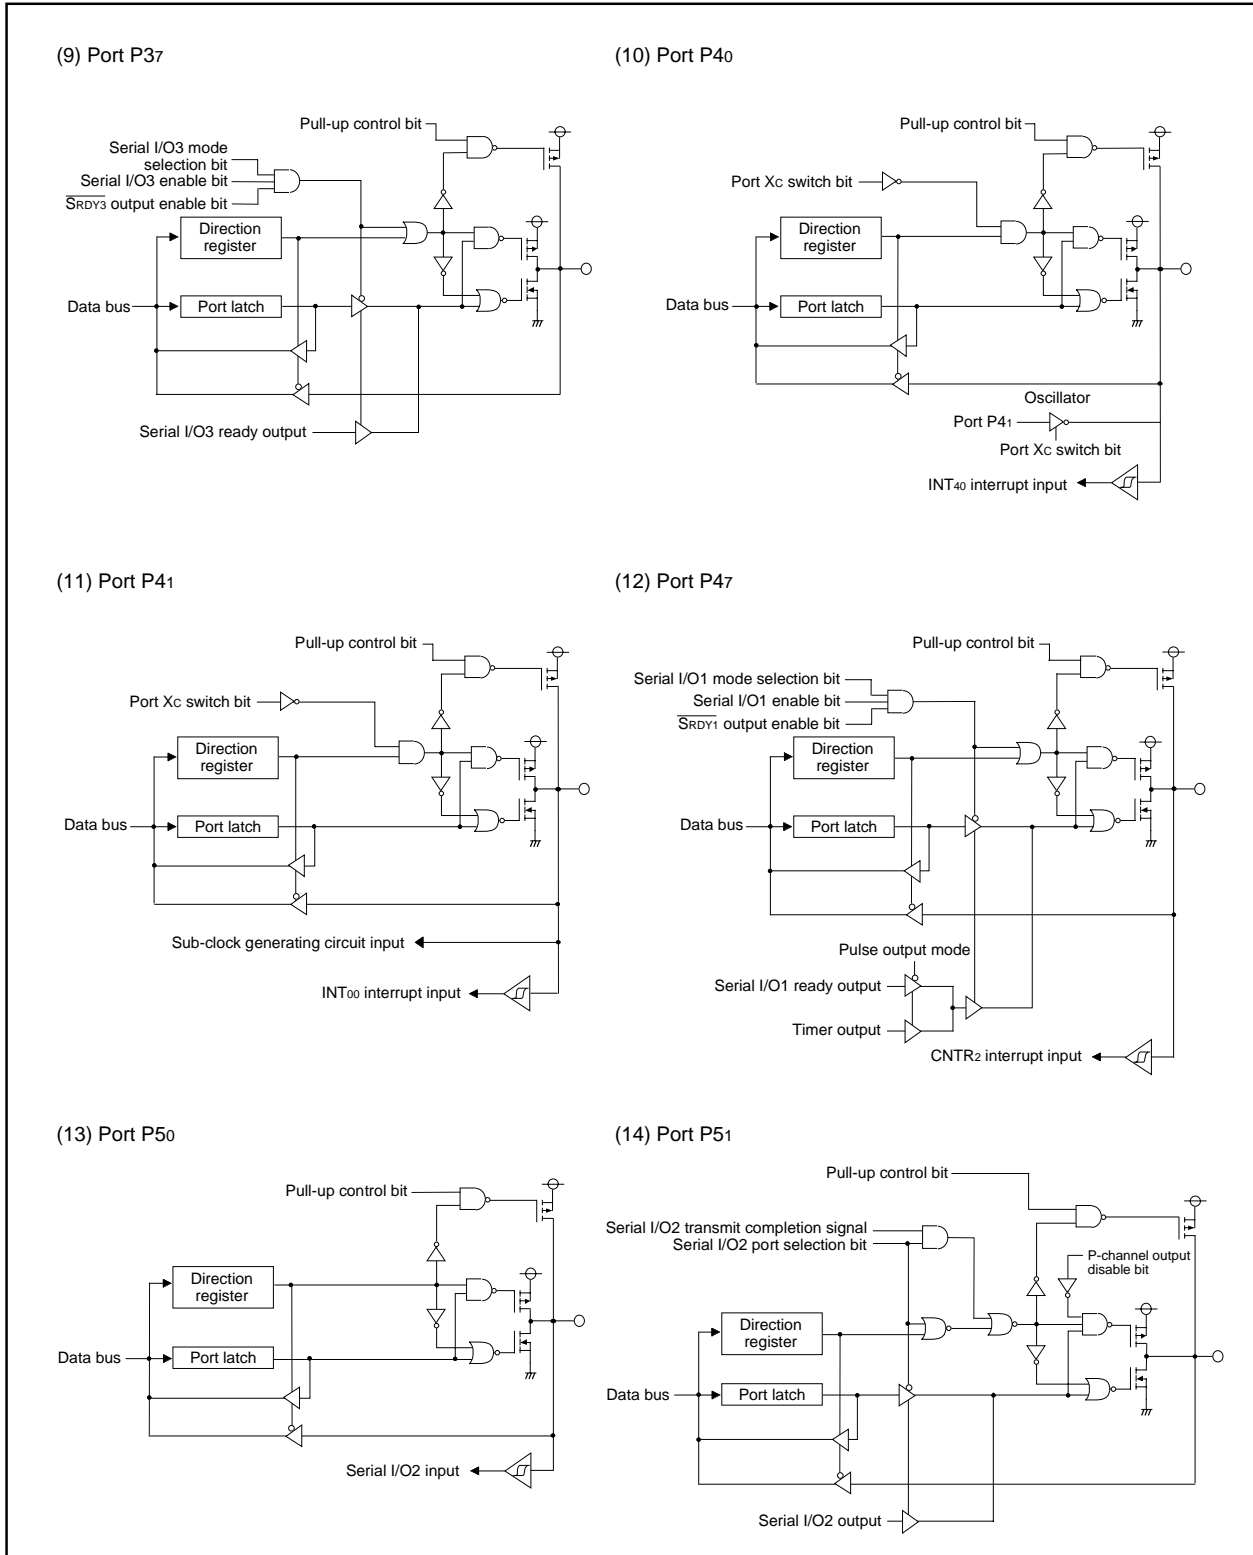 (9) Port P37
Pull-up control bit
Serial I/O3 mode
selection bit
Serial I/O3 enable bit
SRDY3 output enable bit
Direction
register
Data bus
Port latch
Serial I/O3 ready output
(10) Port P40
Pull-up control bit
Port XC switch bit
Direction
register
Data bus
Port latch
Oscillator
Port P41
Port XC switch bit
INT40 interrupt input
(11) Port P41
Pull-up control bit
Port XC switch bit
Direction
register
Data bus
Port latch
Sub-clock generating circuit input
INT00 interrupt input
(12) Port P47
Pull-up control bit
Serial I/O1 mode selection bit
Serial I/O1 enable bit
SRDY1 output enable bit
Direction
register
Data bus
Port latch
Pulse output mode
Serial I/O1 ready output
Timer output
CNTR2 interrupt input
(13) Port P50
Pull-up control bit
Direction
register
Data bus
Port latch
Serial I/O2 input
(14) Port P51
Pull-up control bit
Serial I/O2 transmit completion signal
Serial I/O2 port selection bit
P-channel output
disable bit
Direction
register
Data bus
Port latch
Serial I/O2 output